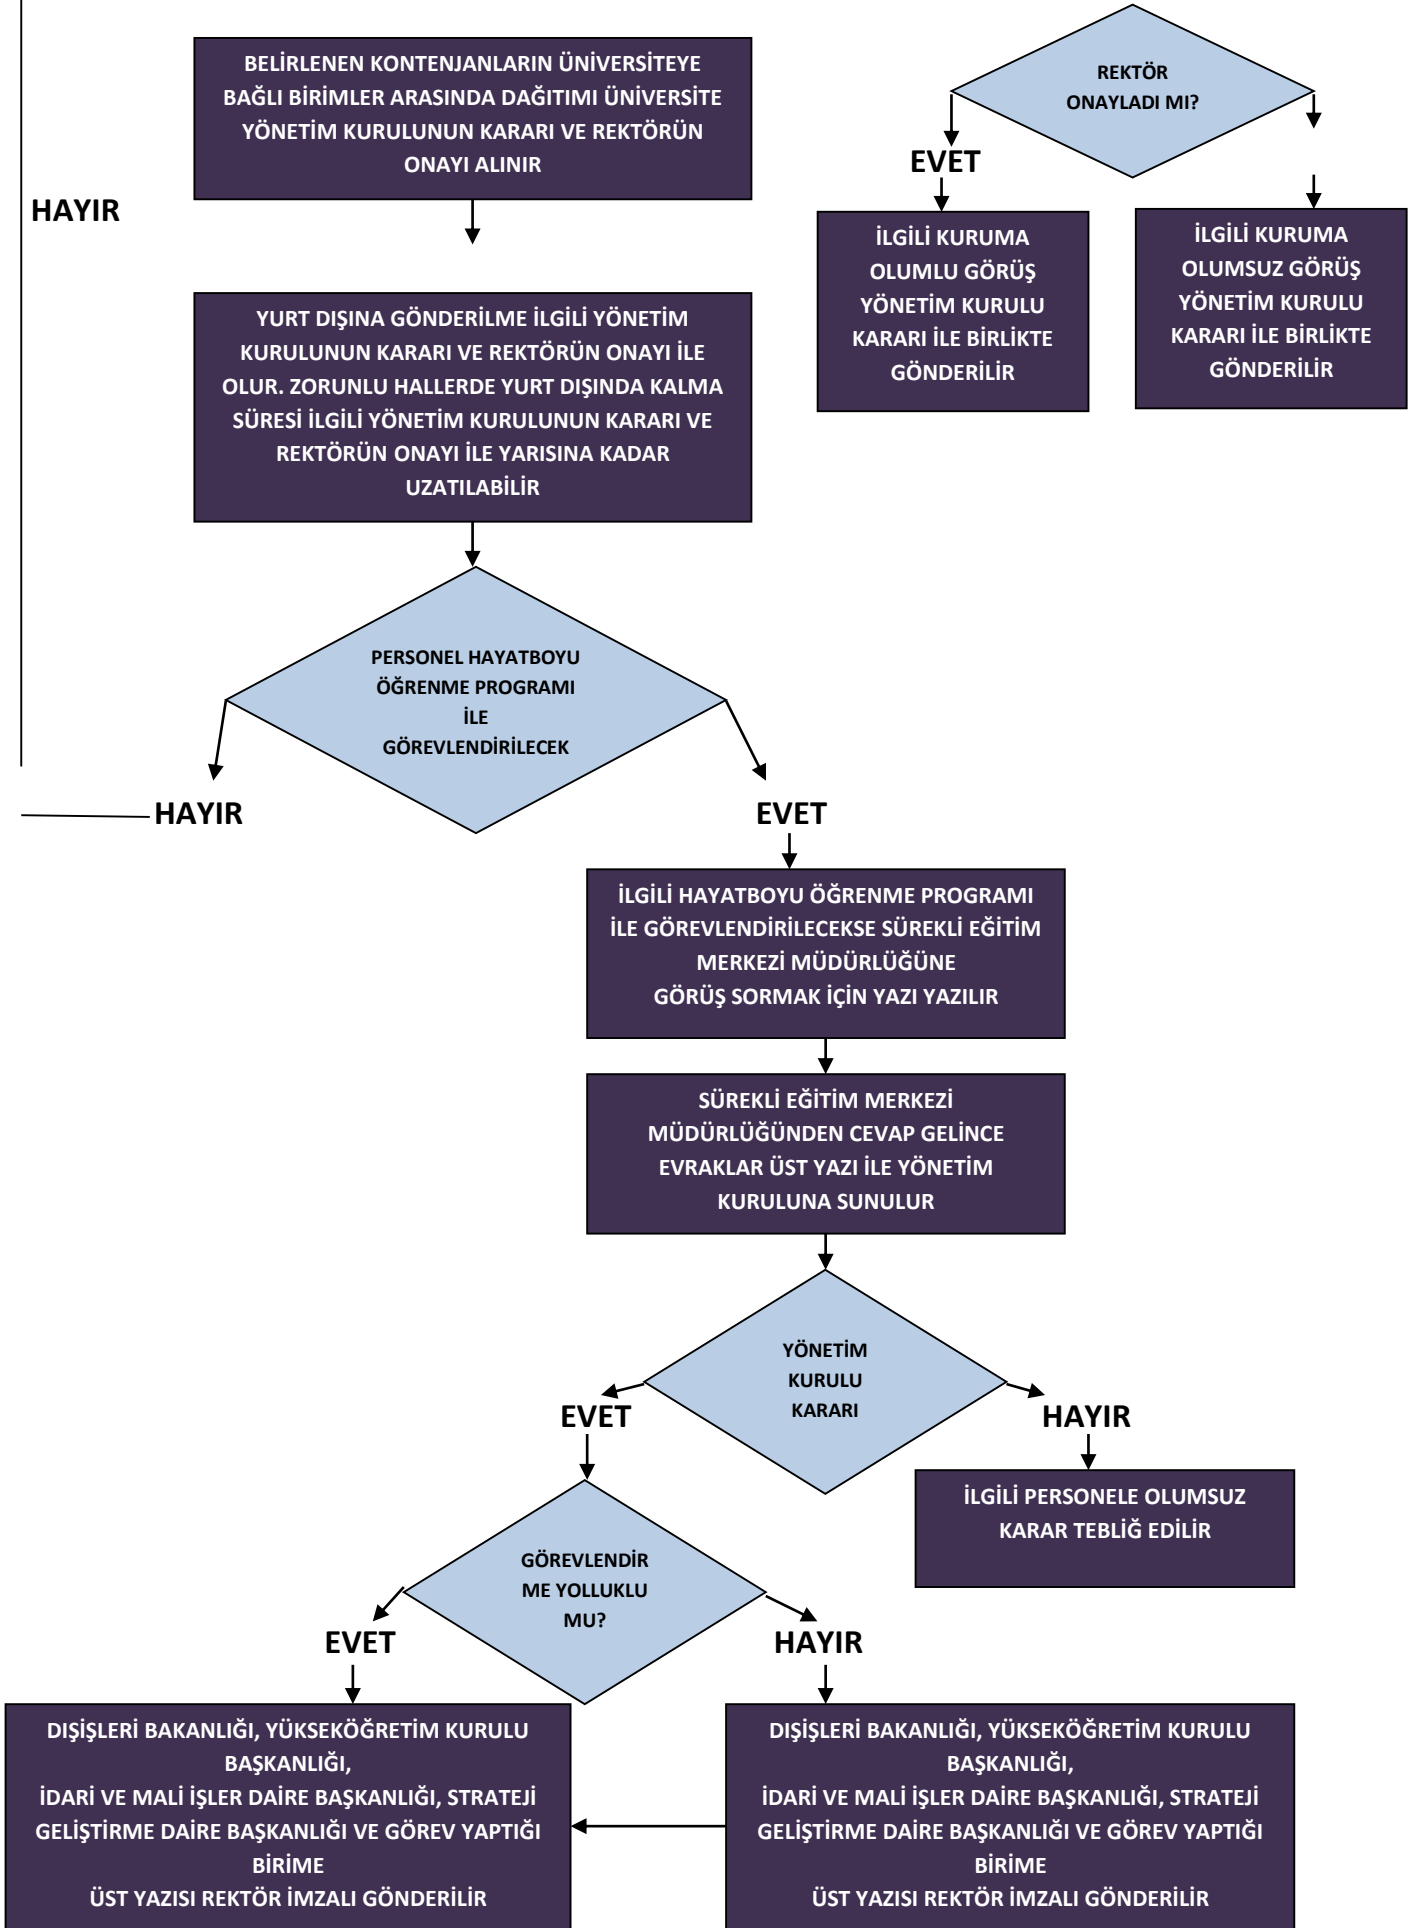 BELİRLENEN KONTENJANLARIN ÜNİVERSİTEYE
BAĞLI BİRİMLER ARASINDA DAĞITIMI ÜNİVERSİTE
YÖNETİM KURULUNUN KARARI VE REKTÖRÜN
ONAYI ALINIR
REKTÖR
ONAYLADI MI?
EVET
HAYIR
İLGİLİ KURUMA
OLUMLU GÖRÜŞ
YÖNETİM KURULU
KARARI İLE BİRLİKTE
GÖNDERİLİR
İLGİLİ KURUMA
OLUMSUZ GÖRÜŞ
YÖNETİM KURULU
KARARI İLE BİRLİKTE
GÖNDERİLİR
YURT DIŞINA GÖNDERİLME İLGİLİ YÖNETİM
KURULUNUN KARARI VE REKTÖRÜN ONAYI İLE
OLUR. ZORUNLU HALLERDE YURT DIŞINDA KALMA
SÜRESİ İLGİLİ YÖNETİM KURULUNUN KARARI VE
REKTÖRÜN ONAYI İLE YARISINA KADAR
UZATILABİLİR
PERSONEL HAYATBOYU
ÖĞRENME PROGRAMI
İLE
GÖREVLENDİRİLECEK
HAYIR
EVET
İLGİLİ HAYATBOYU ÖĞRENME PROGRAMI
İLE GÖREVLENDİRİLECEKSE SÜREKLİ EĞİTİM
MERKEZİ MÜDÜRLÜĞÜNE
GÖRÜŞ SORMAK İÇİN YAZI YAZILIR
SÜREKLİ EĞİTİM MERKEZİ
MÜDÜRLÜĞÜNDEN CEVAP GELİNCE
EVRAKLAR ÜST YAZI İLE YÖNETİM
KURULUNA SUNULUR
YÖNETİM
KURULU
KARARI
EVET
HAYIR
İLGİLİ PERSONELE OLUMSUZ
KARAR TEBLİĞ EDİLİR
GÖREVLENDİR
ME YOLLUKLU
MU?
EVET
HAYIR
DIŞİŞLERİ BAKANLIĞI, YÜKSEKÖĞRETİM KURULU
BAŞKANLIĞI,
İDARİ VE MALİ İŞLER DAİRE BAŞKANLIĞI, STRATEJİ
GELİŞTİRME DAİRE BAŞKANLIĞI VE GÖREV YAPTIĞI
BİRİME
ÜST YAZISI REKTÖR İMZALI GÖNDERİLİR
DIŞİŞLERİ BAKANLIĞI, YÜKSEKÖĞRETİM KURULU
BAŞKANLIĞI,
İDARİ VE MALİ İŞLER DAİRE BAŞKANLIĞI, STRATEJİ
GELİŞTİRME DAİRE BAŞKANLIĞI VE GÖREV YAPTIĞI
BİRİME
ÜST YAZISI REKTÖR İMZALI GÖNDERİLİR